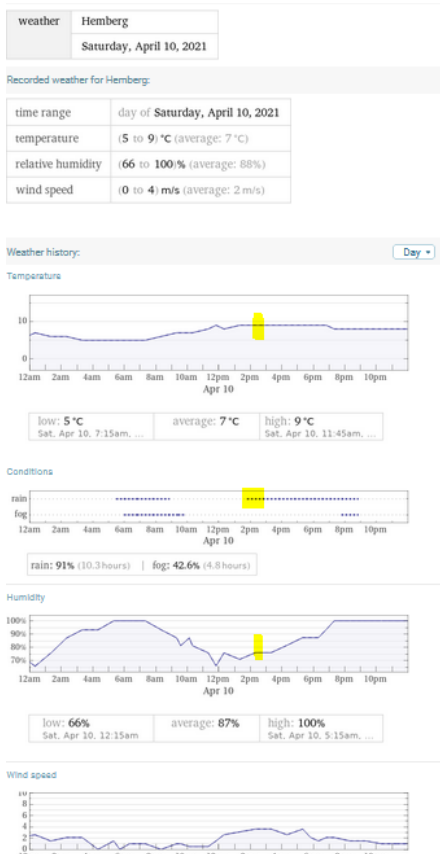 weather Hemberg
Saturday, April 10, 2021
Recorded weather for Hemberg:
time range day of Saturday, April 10, 2021
temperature (5 to 9) °C (average: 7 °C)
relative humidity (66 to 100)% (average: 88%)
wind speed (0 to 4) m/s (average: 2 m/s)
Weather history: Day
Temperature
10
0
12am 2am 4am 6am 8am 10am 12pm 2pm 4pm 6pm 8pm 10pm
Apr 10
low: 5 °C average: 7 °C high: 9 °C
Sat, Apr 10, 7:15am, ... Sat, Apr 10, 11:45am, ...
Conditions
rain
fog
12am 2am 4am 6am 8am 10am 12pm 2pm 4pm 6pm 8pm 10pm
Apr 10
rain: 91% (10.3 hours) | fog: 42.6% (4.8 hours)
Humidity
100%
90%
80%
70%
12am 2am 4am 6am 8am 10am 12pm 2pm 4pm 6pm 8pm 10pm
Apr 10
low: 66% average: 87% high: 100%
Sat, Apr 10, 12:15am Sat, Apr 10, 5:15am, ...
Wind speed
10
8
6
4
2
0